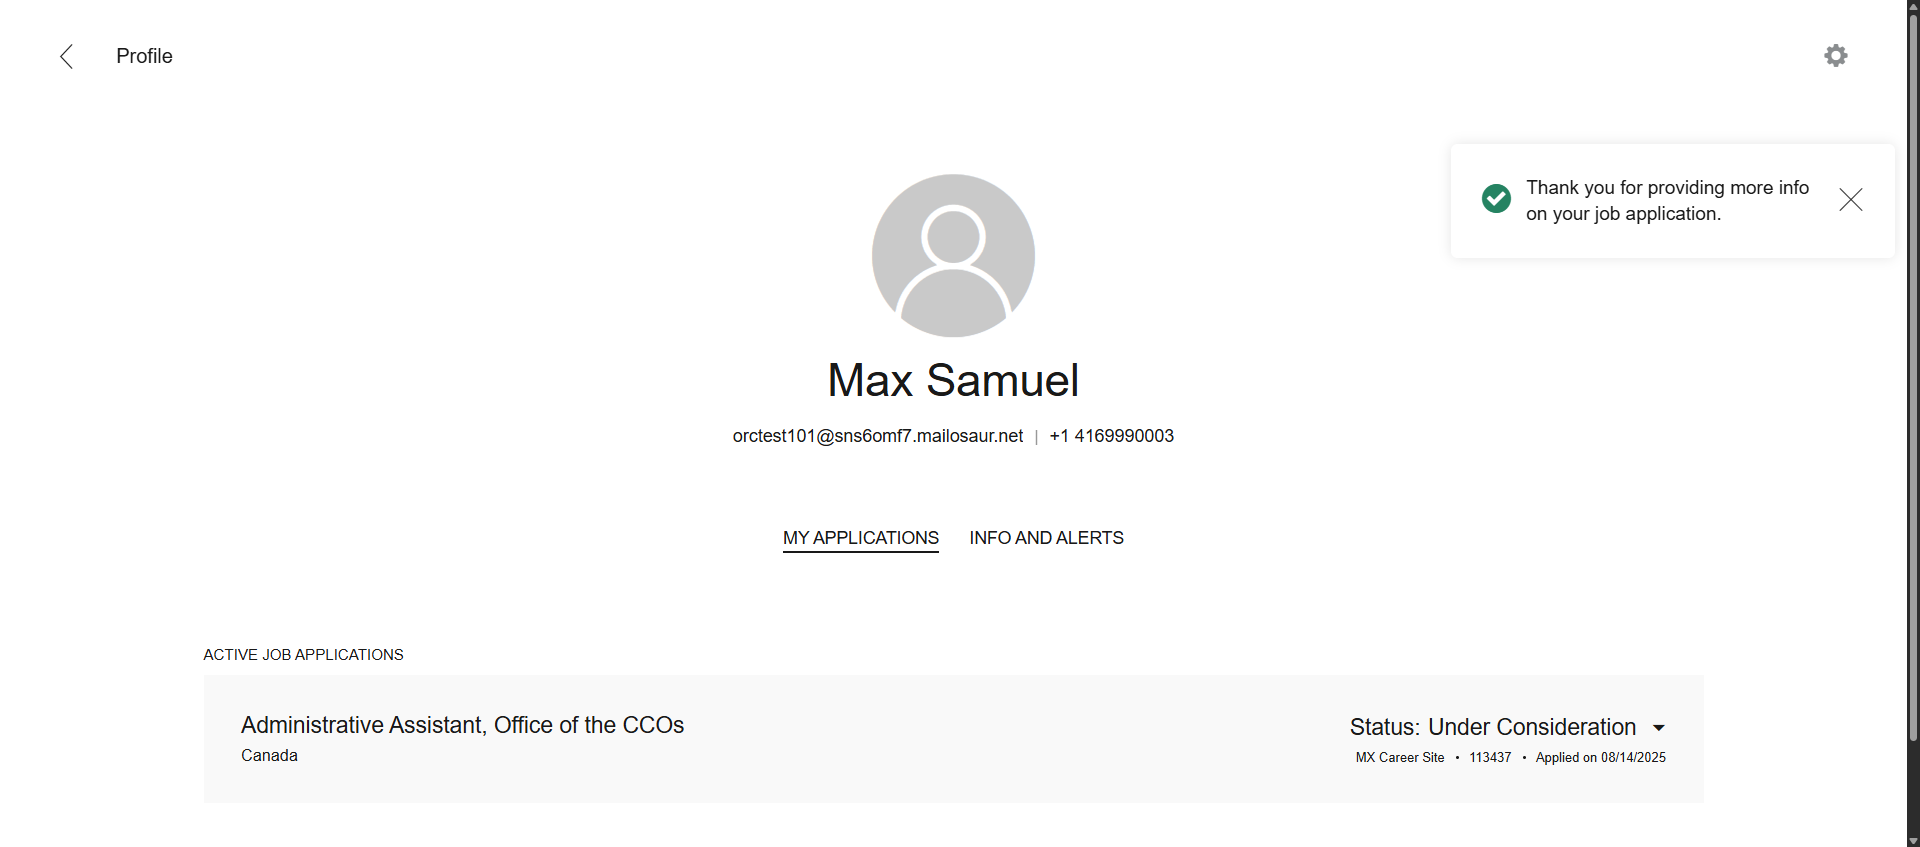 Profile
Thank you for providing more info
on your job application.
Max Samuel
orctest101@sns6omf7.mailosaur.net | +1 4169990003
MY APPLICATIONS INFO AND ALERTS
ACTIVE JOB APPLICATIONS
Administrative Assistant, Office of the CCOs
Canada
Status: Under Consideration
MX Career Site • 113437 • Applied on 08/14/2025